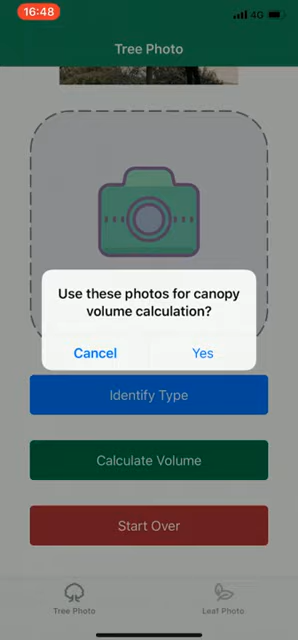 16:48
4G
Tree Photo
Use these photos for canopy
volume calculation?
Cancel
Yes
Identify Type
Calculate Volume
Start Over
Tree Photo
Leaf Photo